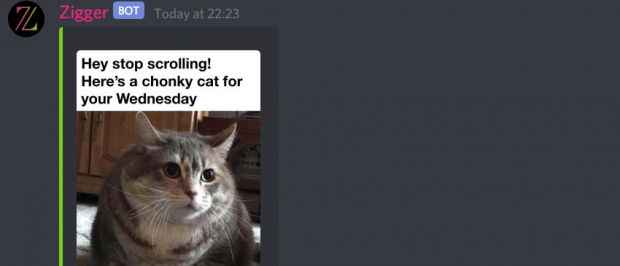 Zigger BOT Today at 22:23
Hey stop scrolling!
Here's a chonky cat for
your Wednesday